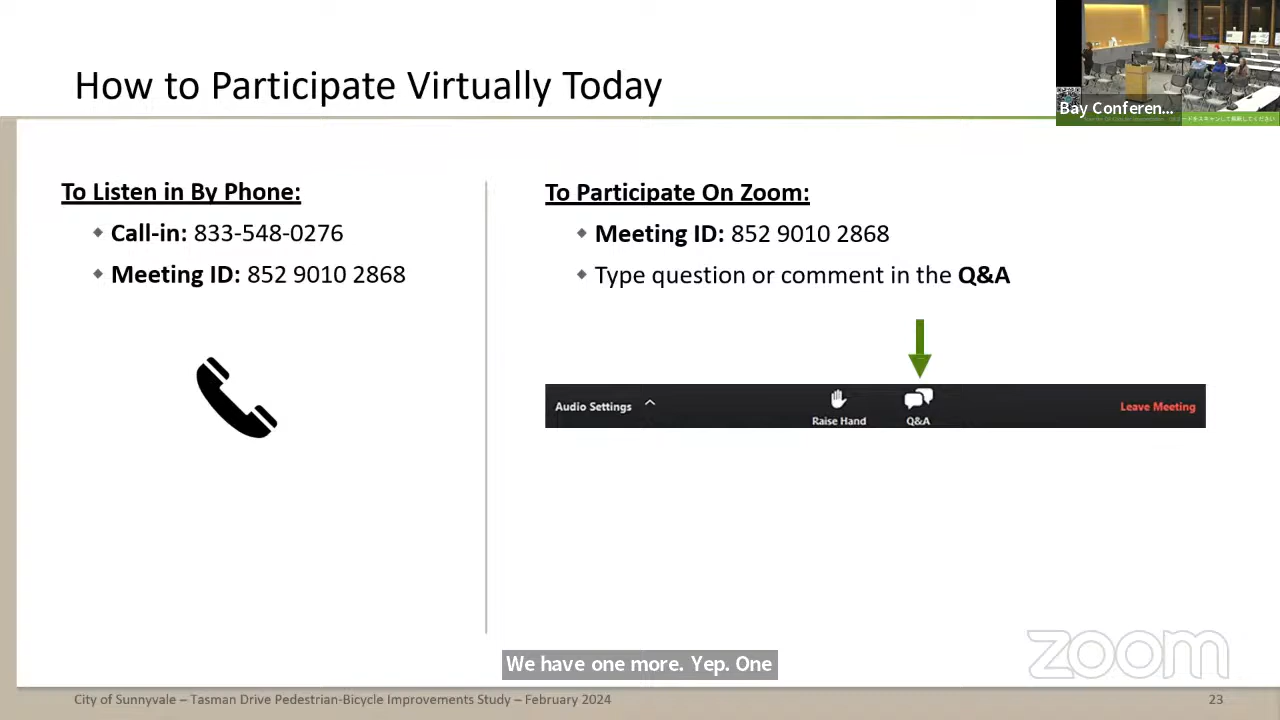 How to Participate Virtually Today
Bay Conferen...
To Listen in By Phone:
Call-in: 833-548-0276
Meeting ID: 852 9010 2868
To Participate On Zoom:
Meeting ID: 852 9010 2868
Type question or comment in the Q&A
Audio Settings
Raise Hand
Q&A
Leave Meeting
We have one more. Yep. One
zoom
City of Sunnyvale – Tasman Drive Pedestrian-Bicycle Improvements Study – February 2024
23